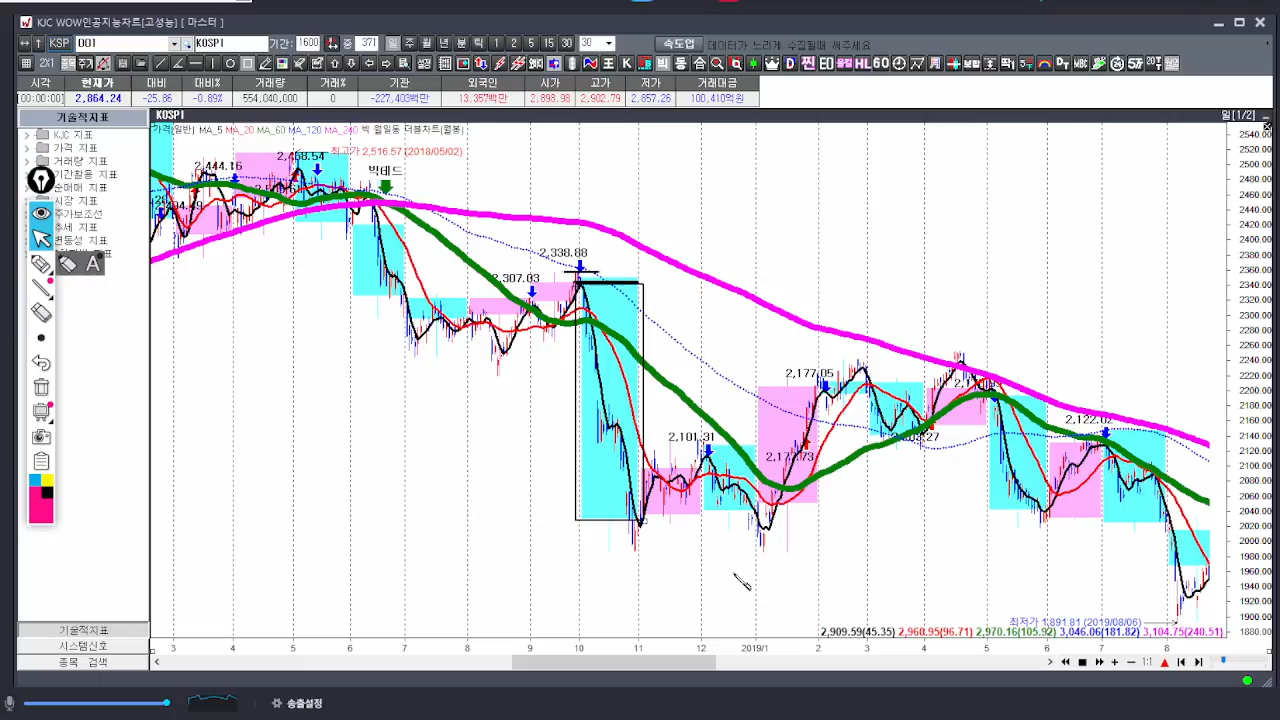 KJC WOW인공지능차트[고성능] [ 마스터 ]
KSP 001 KOSPI 기간: 1600 중 371 일 주 월 년 분 틱 1 2 5 15 30 30 속도업 데이터가 느리게 수집될때 써주세요
시각 현재가 대비 대비% 거래량 거래% 기관 외국인 시가 고가 저가 거래대금
[00:00:00] 2,864.24 -25.86 -0.89% 554,040,000 0 -227,403백만 13,357백만 2,898.98 2,902.79 2,857.26 100,410억원
기술적지표 KOSPI 일[1/2]
가격(일반) MA_5 MA_20 MA_60 MA_120 MA_240 빅 월일동 더블차트(월봉)
KJC 지표
가격 지표
거래량 지표
기간활용 지표
순매매 지표
시장 지표
주가보조선
추세 지표
변동성 지표
A
최고가 2,516.57 (2018/05/02)
2,458.54
2,444.16
빅데드
2,338.88
2,307.03
2,177.05
2,101.31
2,122.02
최저가 1,891.81 (2019/08/06)
2,909.59(45.35) 2,960.95(96.71) 2,970.16(105.92) 3,046.06(181.82) 3,104.75(240.51)
2540.00
2520.00
2500.00
2480.00
2460.00
2440.00
2420.00
2400.00
2380.00
2360.00
2340.00
2320.00
2300.00
2280.00
2260.00
2240.00
2220.00
2200.00
2180.00
2160.00
2140.00
2120.00
2100.00
2080.00
2060.00
2040.00
2020.00
2000.00
1980.00
1960.00
1940.00
1920.00
1900.00
1880.00
3 4 5 6 7 8 9 10 11 12 2019/1 2 3 4 5 6 7 8
기술적지표
시스템신호
종목 검색
1:1
송출설정